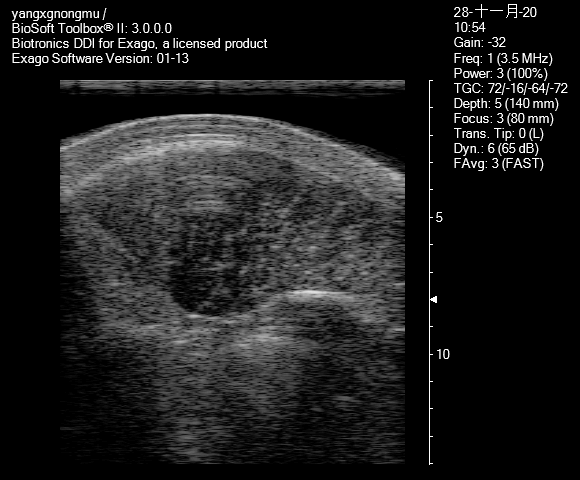 yangxgnongmu /
BioSoft Toolbox® II: 3.0.0.0
Biotronics DDI for Exago, a licensed product
Exago Software Version: 01-13
28-十一月-20
10:54
Gain: -32
Freq: 1 (3.5 MHz)
Power: 3 (100%)
TGC: 72/-16/-64/-72
Depth: 5 (140 mm)
Focus: 3 (80 mm)
Trans. Tip: 0 (L)
Dyn.: 6 (65 dB)
FAvg: 3 (FAST)
5
10